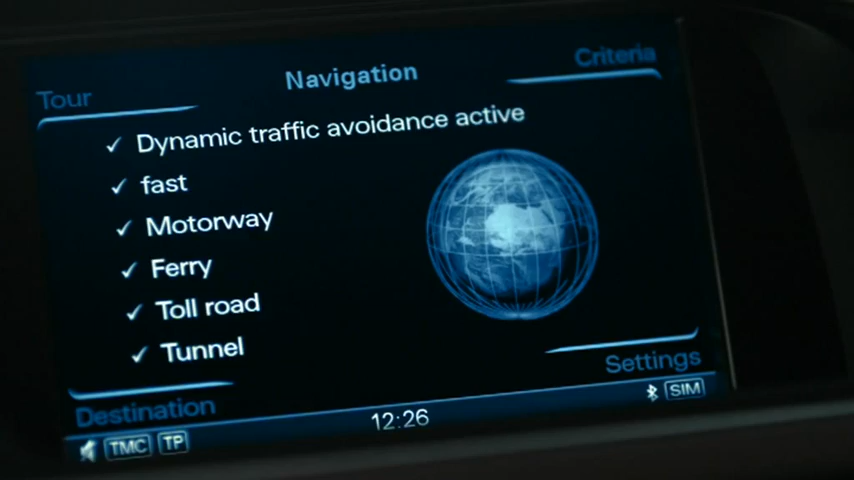 Tour
Navigation
Criteria
Dynamic traffic avoidance active
fast
Motorway
Ferry
Toll road
Tunnel
Destination
Settings
TMC TP
12:26
SIM